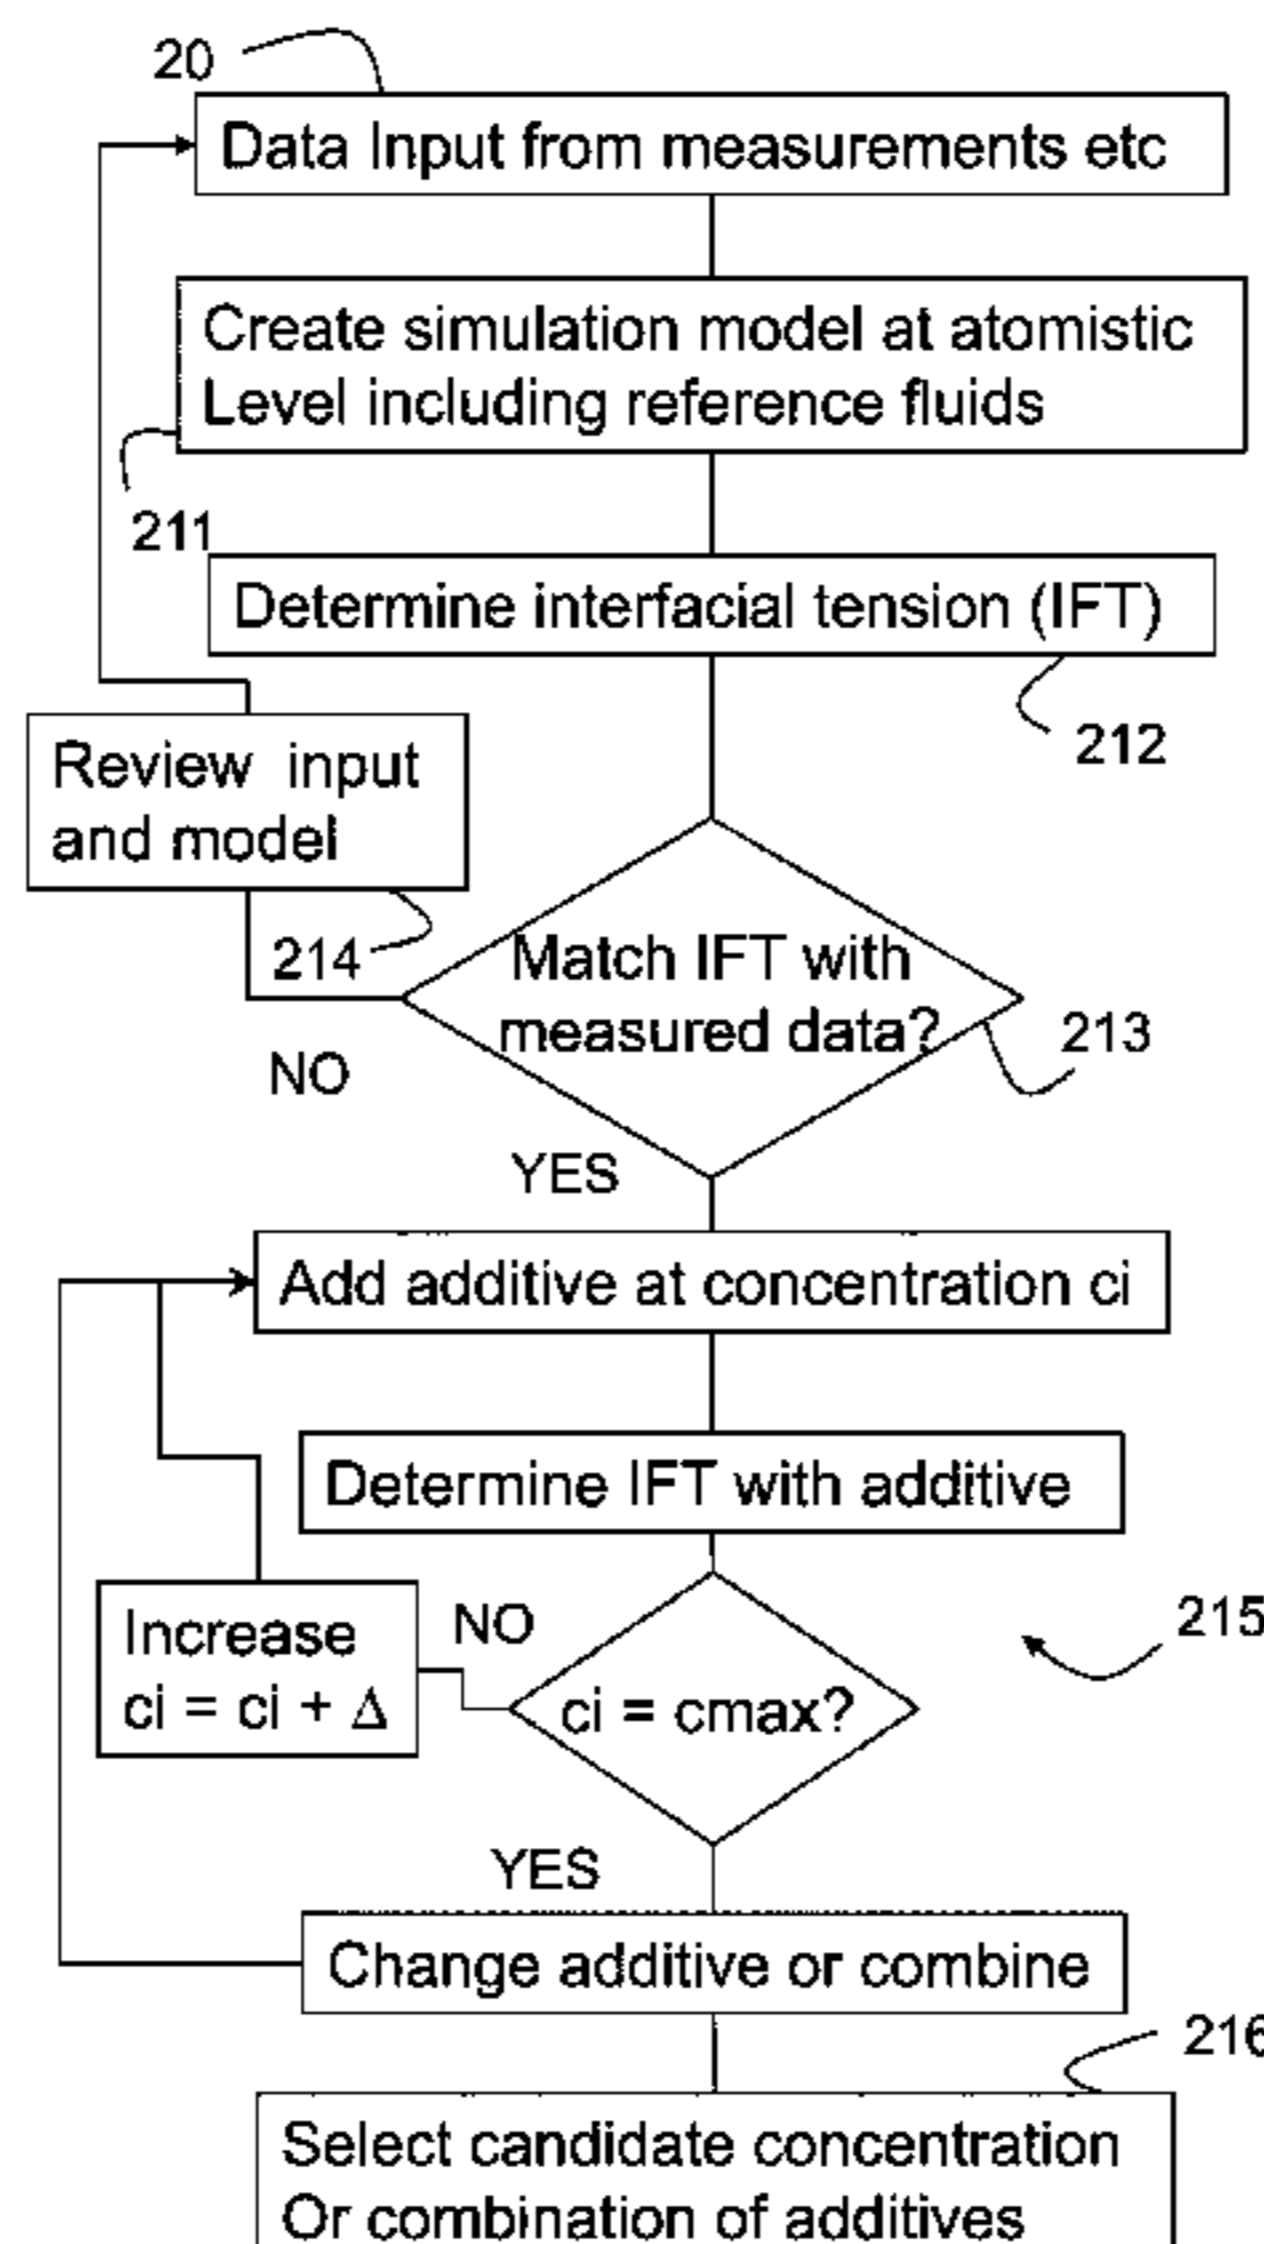 20
Data Input from measurements etc
Create simulation model at atomistic
Level including reference fluids
211
Determine interfacial tension (IFT)
212
Review input
and model
214
Match IFT with
measured data?
213
NO
YES
Add additive at concentration ci
Determine IFT with additive
Increase
ci = ci + Δ
NO
ci = cmax?
215
YES
Change additive or combine
216
Select candidate concentration
Or combination of additives